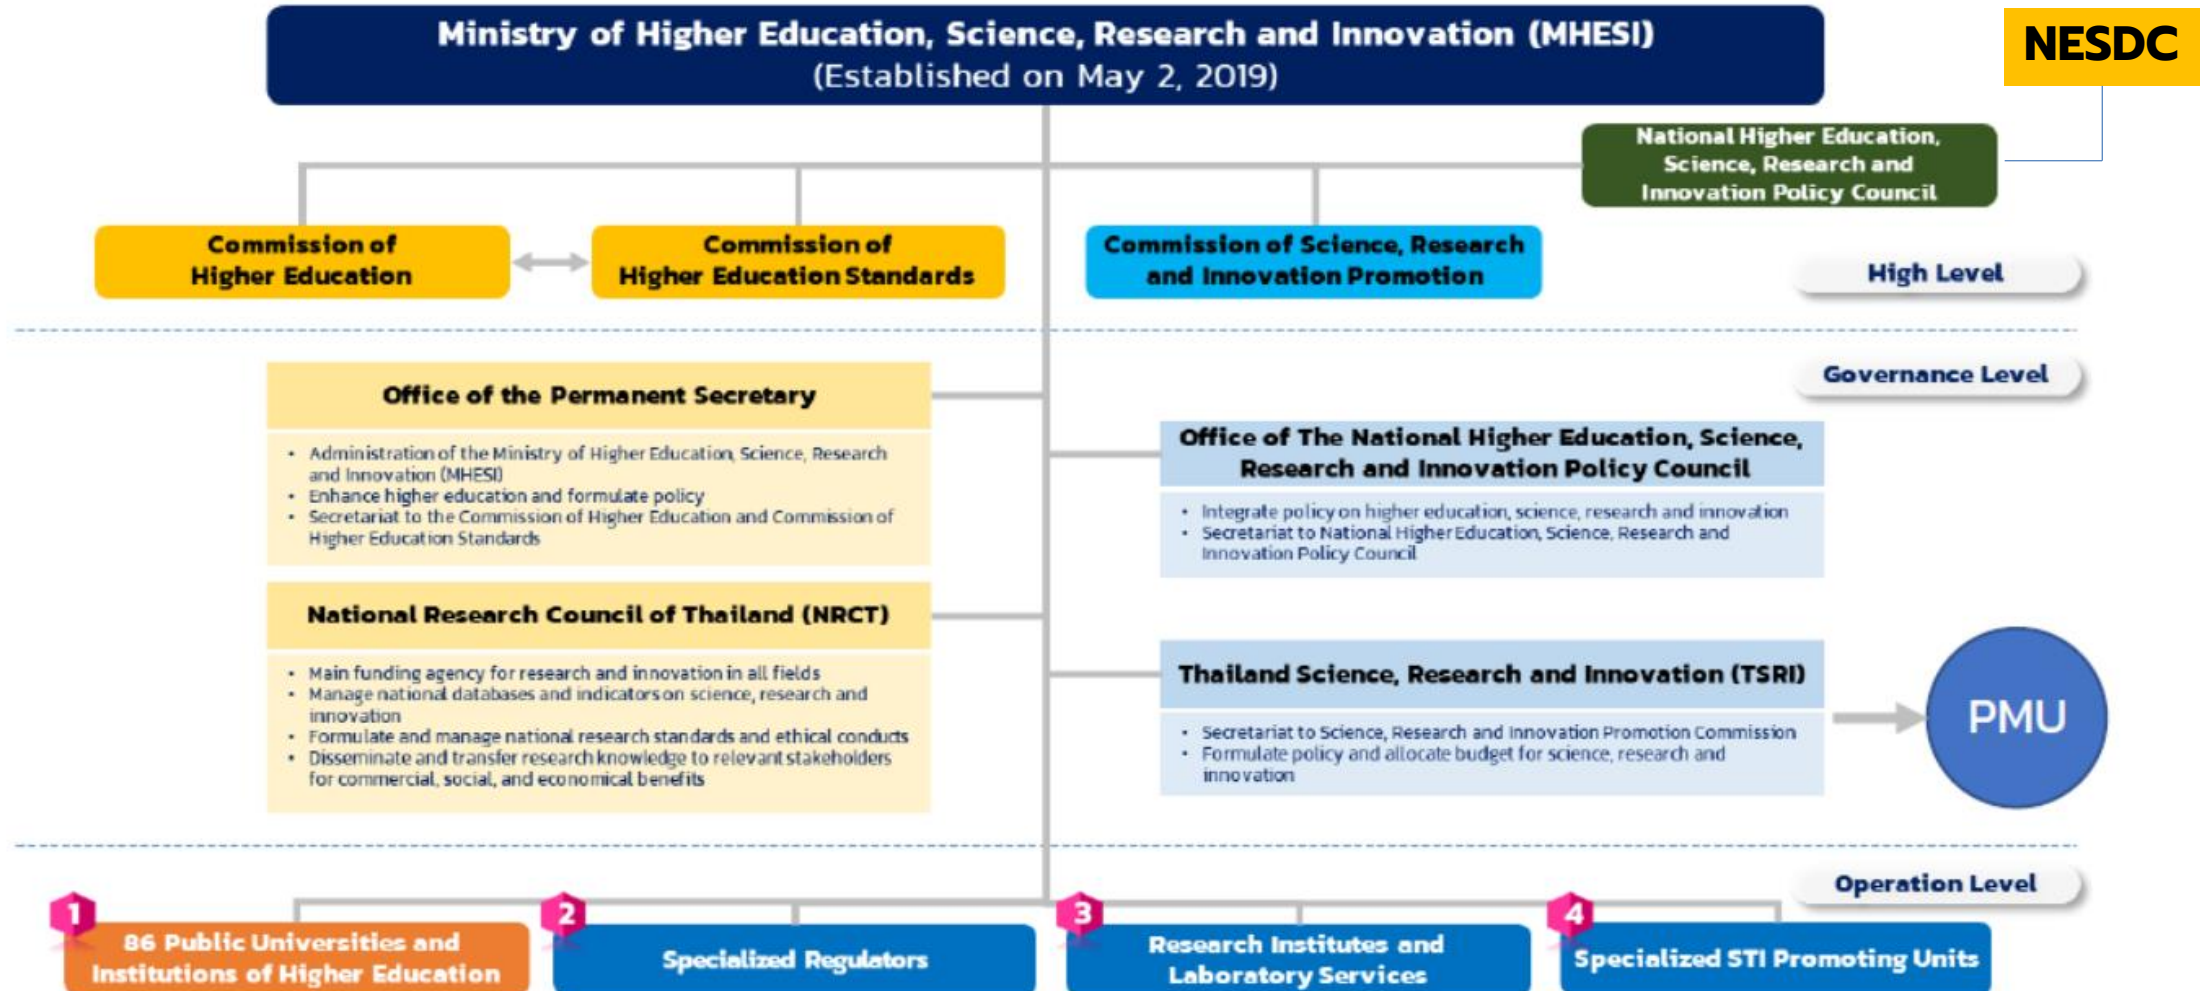 Ministry of Higher Education, Science, Research and Innovation (MHESI)
(Established on May 2, 2019)
NESDC
National Higher Education,
Science, Research and
Innovation Policy Council
Commission of
Higher Education
Commission of
Higher Education Standards
Commission of Science, Research
and Innovation Promotion
High Level
Governance Level
Office of the Permanent Secretary
• Administration of the Ministry of Higher Education, Science, Research
and Innovation (MHESI)
• Enhance higher education and formulate policy
• Secretariat to the Commission of Higher Education and Commission of
Higher Education Standards
Office of The National Higher Education, Science,
Research and Innovation Policy Council
• Integrate policy on higher education, science, research and innovation
• Secretariat to National Higher Education, Science, Research and
Innovation Policy Council
National Research Council of Thailand (NRCT)
• Main funding agency for research and innovation in all fields
• Manage national databases and indicators on science, research and
innovation
• Formulate and manage national research standards and ethical conducts
• Disseminate and transfer research knowledge to relevant stakeholders
for commercial, social, and economical benefits
Thailand Science, Research and Innovation (TSRI)
• Secretariat to Science, Research and Innovation Promotion Commission
• Formulate policy and allocate budget for science, research and
innovation
PMU
Operation Level
1
86 Public Universities and
Institutions of Higher Education
2
Specialized Regulators
3
Research Institutes and
Laboratory Services
4
Specialized STI Promoting Units